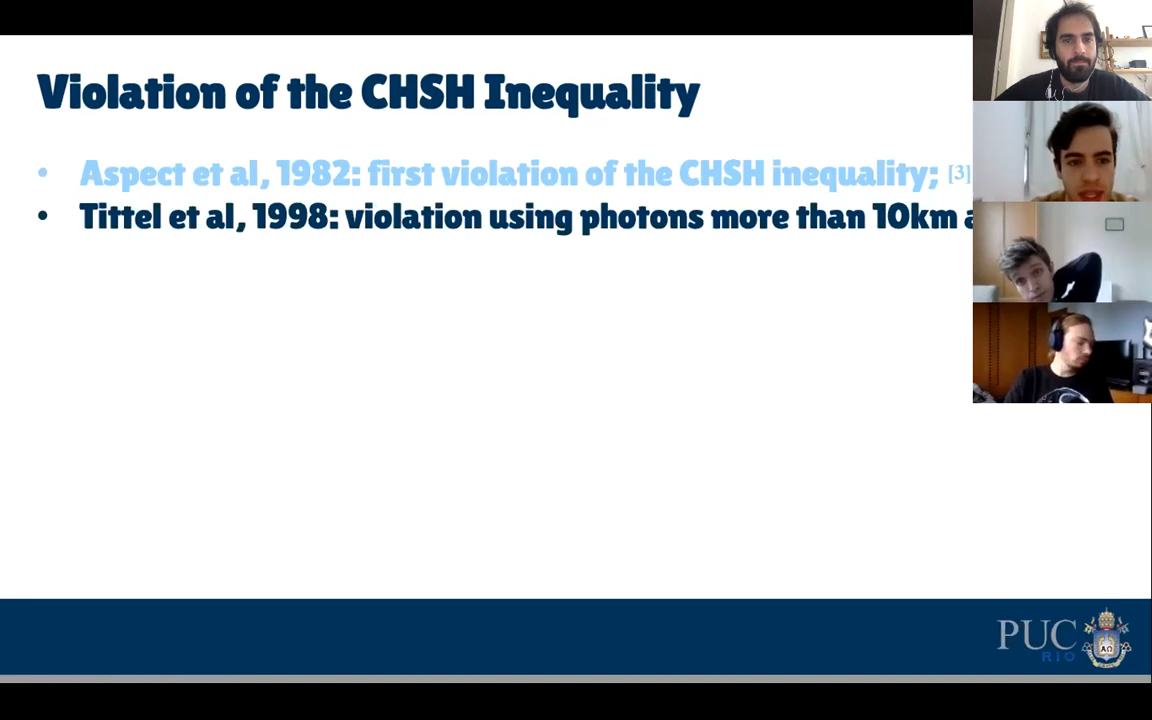 Violation of the CHSH Inequality
• Aspect et al, 1982: first violation of the CHSH inequality; [3]
• Tittel et al, 1998: violation using photons more than 10km
PUC
RIO